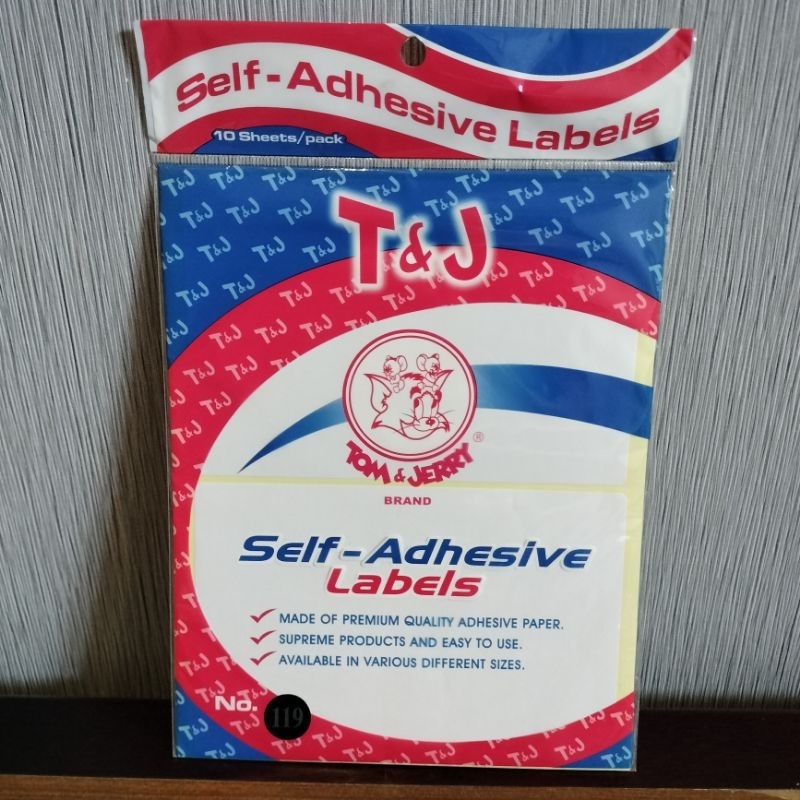 Self-Adhesive Labels
10 Sheets/pack
T&J
TOM & JERRY ®
BRAND
Self-Adhesive
Labels
MADE OF PREMIUM QUALITY ADHESIVE PAPER.
SUPREME PRODUCTS AND EASY TO USE.
AVAILABLE IN VARIOUS DIFFERENT SIZES.
No. 119